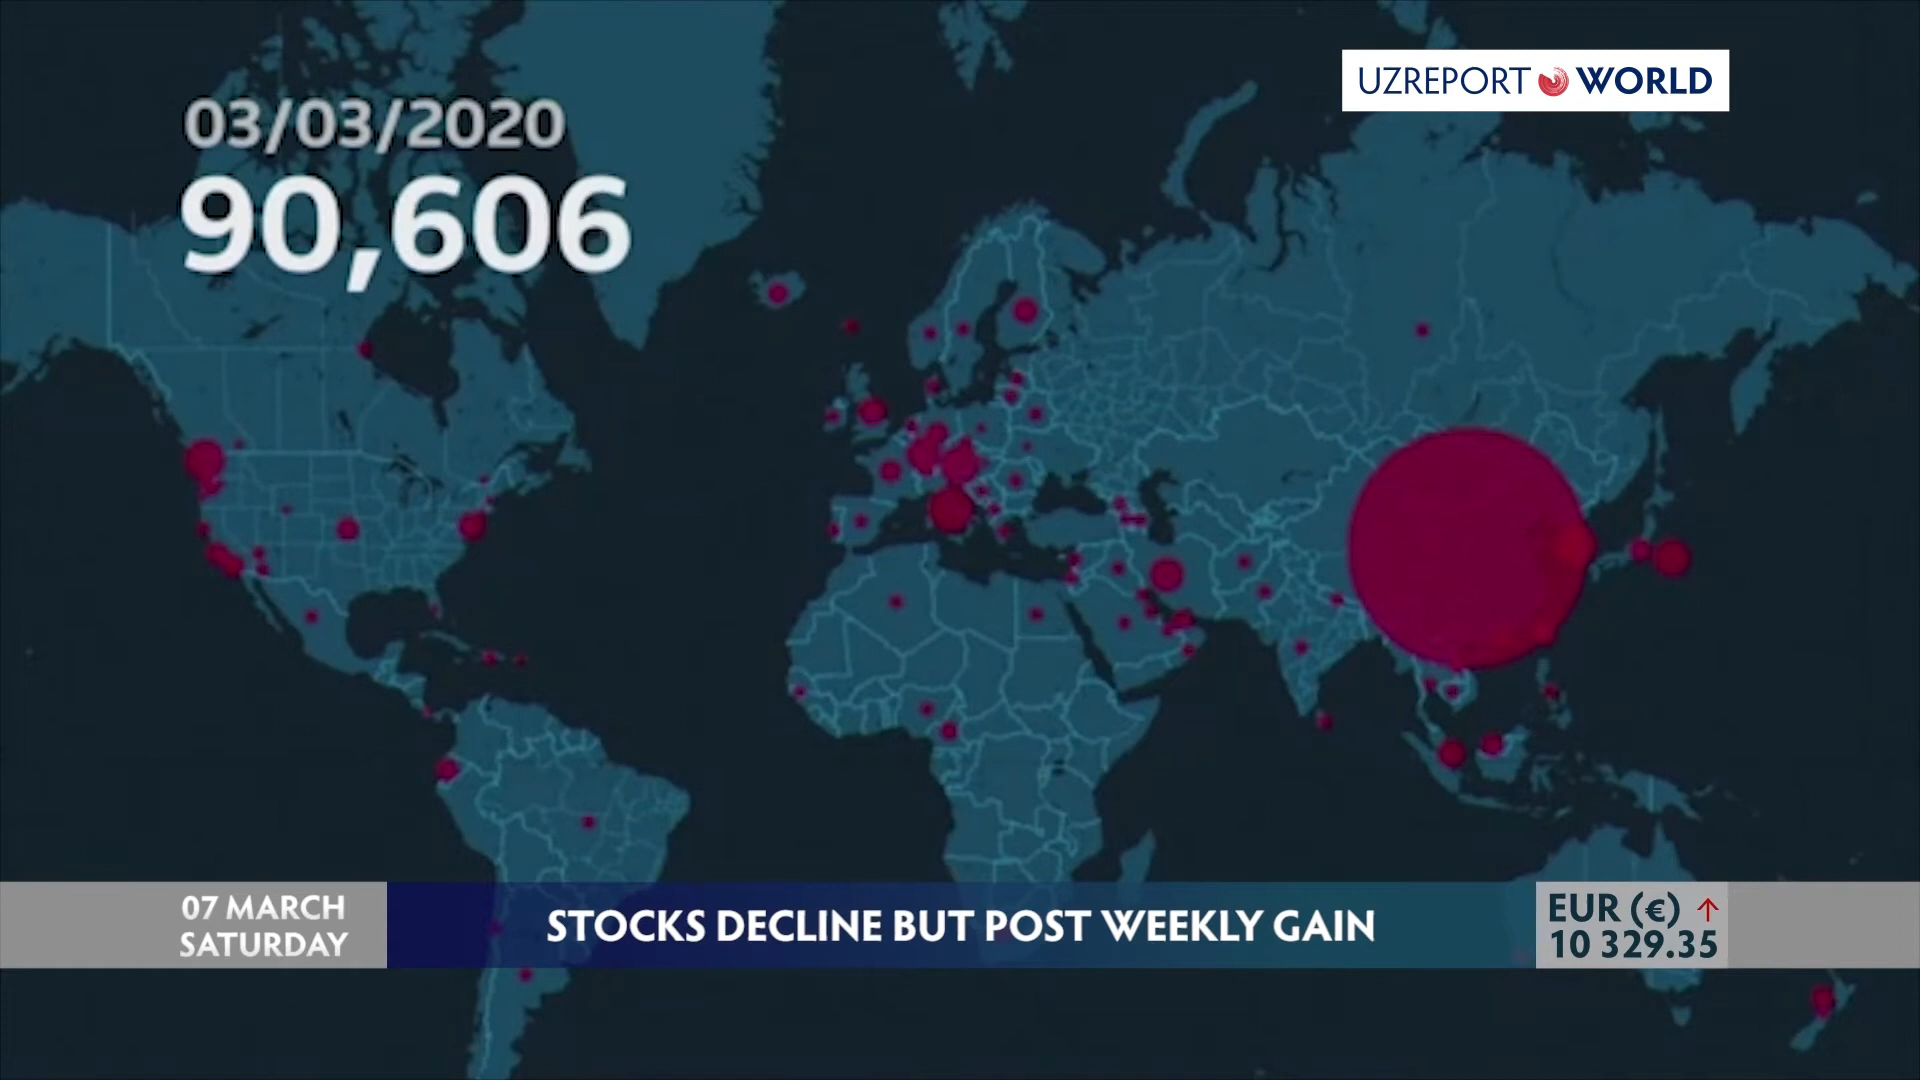 UZREPORT WORLD
03/03/2020
90,606
07 MARCH
SATURDAY
STOCKS DECLINE BUT POST WEEKLY GAIN
EUR (€) ↑
10 329.35